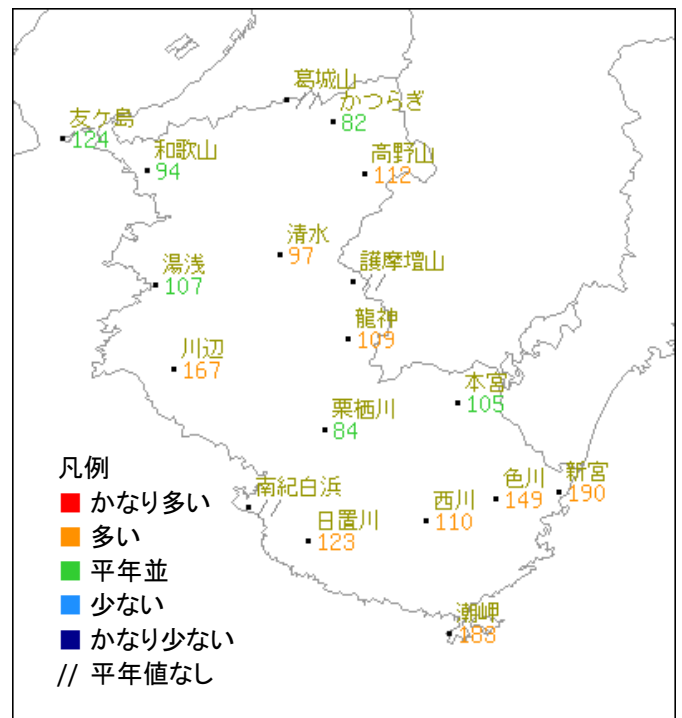 葛城山
//
かつらぎ
82
友ケ島
124
和歌山
94
高野山
112
清水
97
護摩壇山
//
湯浅
107
龍神
109
川辺
167
本宮
105
栗栖川
84
南紀白浜
//
日置川
123
西川
110
色川
149
新宮
190
潮岬
183
凡例
かなり多い
多い
平年並
少ない
かなり少ない
// 平年値なし